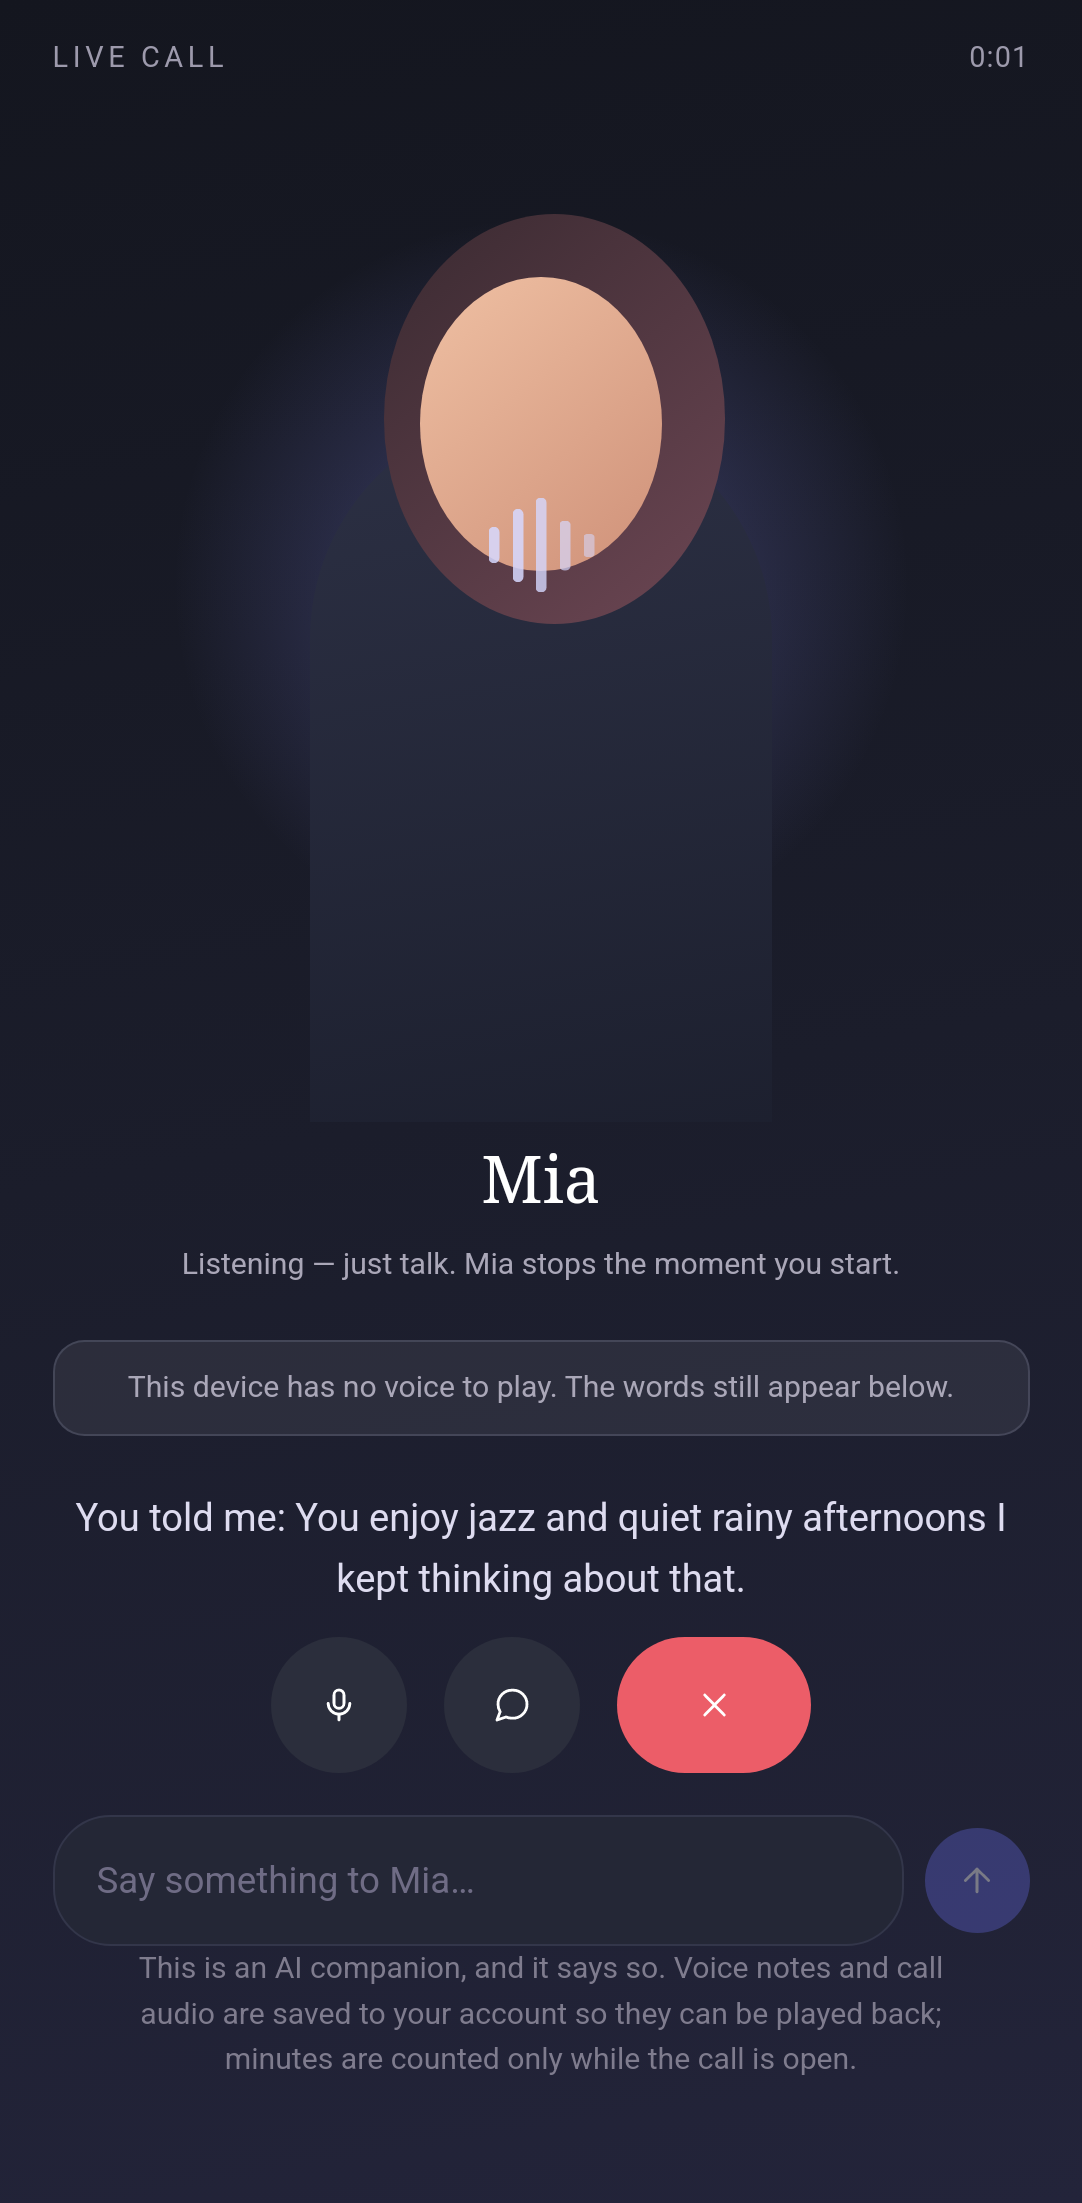 LIVE CALL
0:01
Mia
Listening — just talk. Mia stops the moment you start.
This device has no voice to play. The words still appear below.
You told me: You enjoy jazz and quiet rainy afternoons I
kept thinking about that.
Say something to Mia…
This is an AI companion, and it says so. Voice notes and call
audio are saved to your account so they can be played back;
minutes are counted only while the call is open.